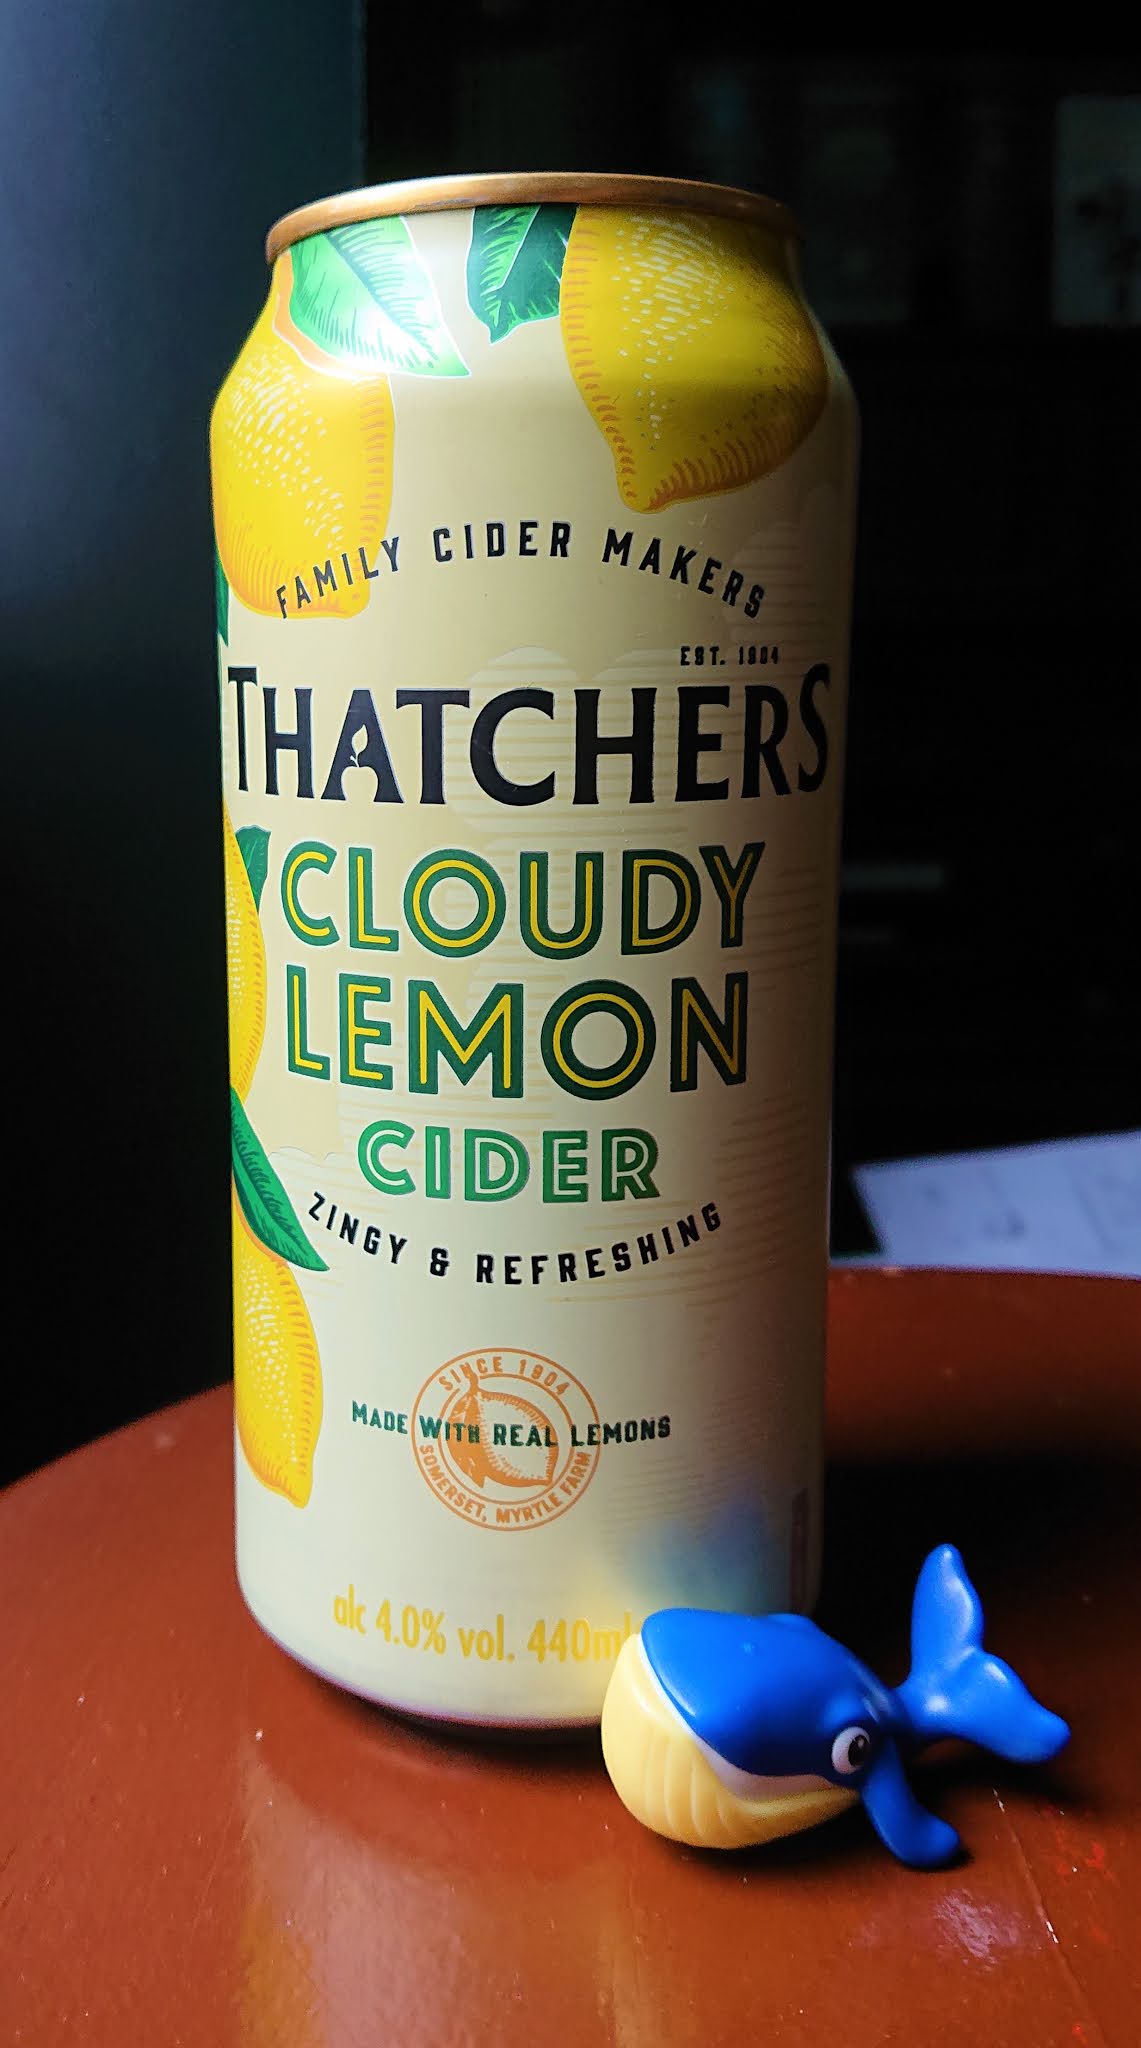 FAMILY CIDER MAKERS
EST. 1904
THATCHERS
CLOUDY
LEMON
CIDER
ZINGY & REFRESHING
SINCE 1904
MADE WITH REAL LEMONS
SOMERSET, MYRTLE FARM
alc 4.0% vol. 440ml